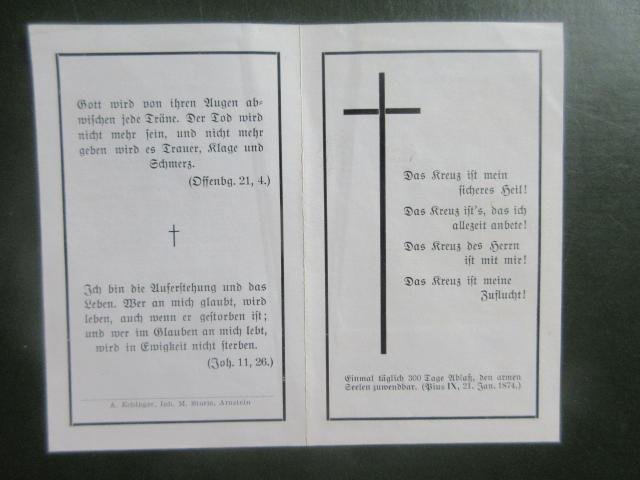 Gott wird von ihren Augen ab-
wischen jede Träne. Der Tod wird
nicht mehr sein, und nicht mehr
geben wird es Trauer, Klage und
Schmerz.
(Offenbg. 21, 4.)
Ich bin die Auferstehung und das
Leben. Wer an mich glaubt, wird
leben, auch wenn er gestorben ist;
und wer im Glauben an mich lebt,
wird in Ewigkeit nicht sterben.
(Joh. 11, 26.)
A. Echinger, Inh. M. Sturm, Arnstein
Das Kreuz ist mein
sicheres Heil!
Das Kreuz ist's, das ich
allezeit anbete!
Das Kreuz des Herrn
ist mit mir!
Das Kreuz ist meine
Zuflucht!
Einmal täglich 300 Tage Ablaß, den armen
Seelen zuwendbar. (Pius IX, 21. Jan. 1874.)